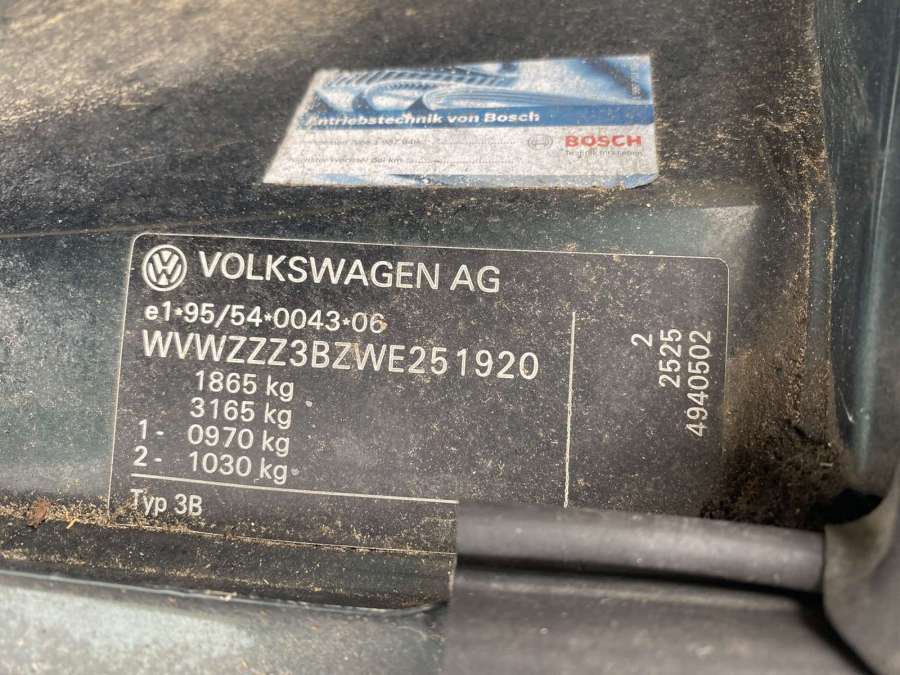 Antriebstechnik von Bosch
BOSCH
VOLKSWAGEN AG
e1*95/54*0043*06
WVWZZZ3BZWE251920
1865 kg
3165 kg
1- 0970 kg
2- 1030 kg
Typ 3B
2
2525
4940502